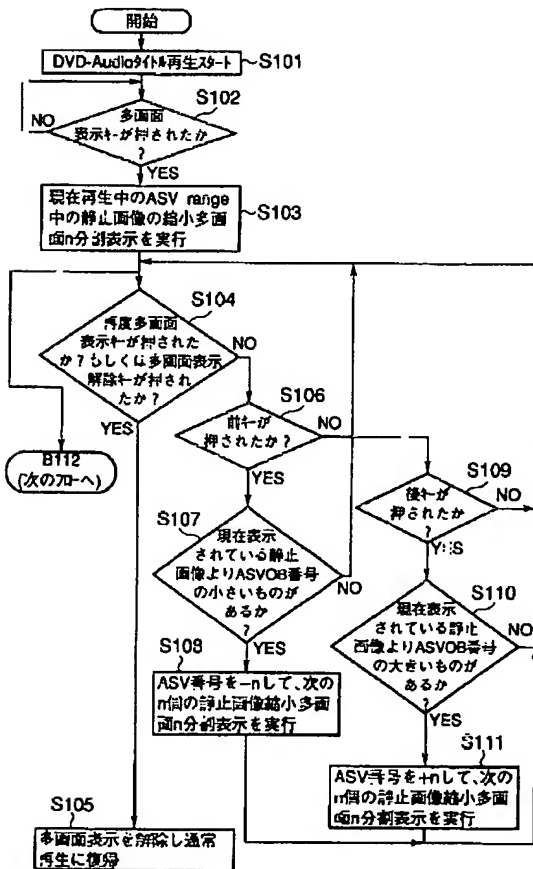 開始
DVD-Audioタイトル再生スタート
S101
S102
多画面
表示キーが押されたか
?
NO
YES
現在再生中のASV range
中の静止画像の縮小多画
面n分割表示を実行
S103
S104
再度多画面
表示キーが押された
か?もしくは多画面表示
解除キーが押され
たか?
NO
YES
B112
(次のフローへ)
S106
前キーが
押されたか?
NO
YES
S109
後キーが
押されたか
?
NO
YES
S107
現在表示
されている静止
画像よりASVOB番号
の小さいものが
あるか
?
NO
YES
S110
現在表示
されている静止
画像よりASVOB番号
の大きいものが
あるか
?
NO
YES
S108
ASV番号を−nして、次の
n個の静止画像縮小多画
面n分割表示を実行
S111
ASV番号を+nして、次の
n個の静止画像縮小多画
面n分割表示を実行
S105
多画面表示を解除し通常
再生に復帰